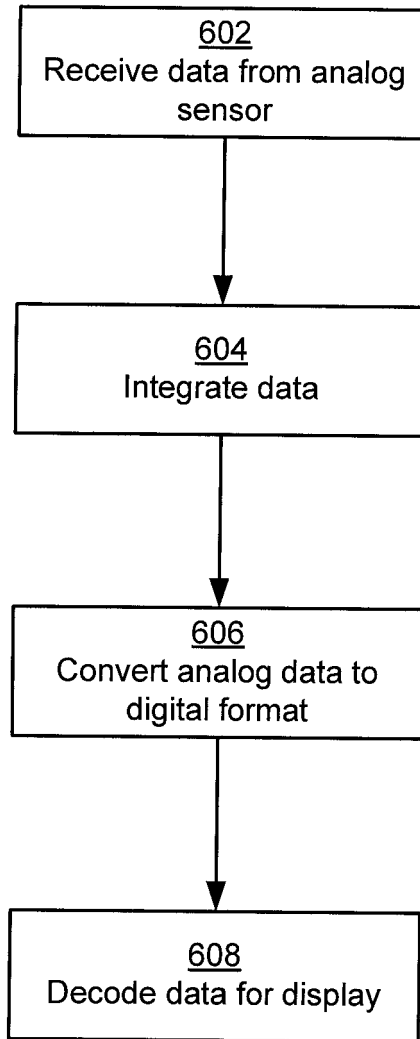 602
Receive data from analog
sensor
604
Integrate data
606
Convert analog data to
digital format
608
Decode data for display